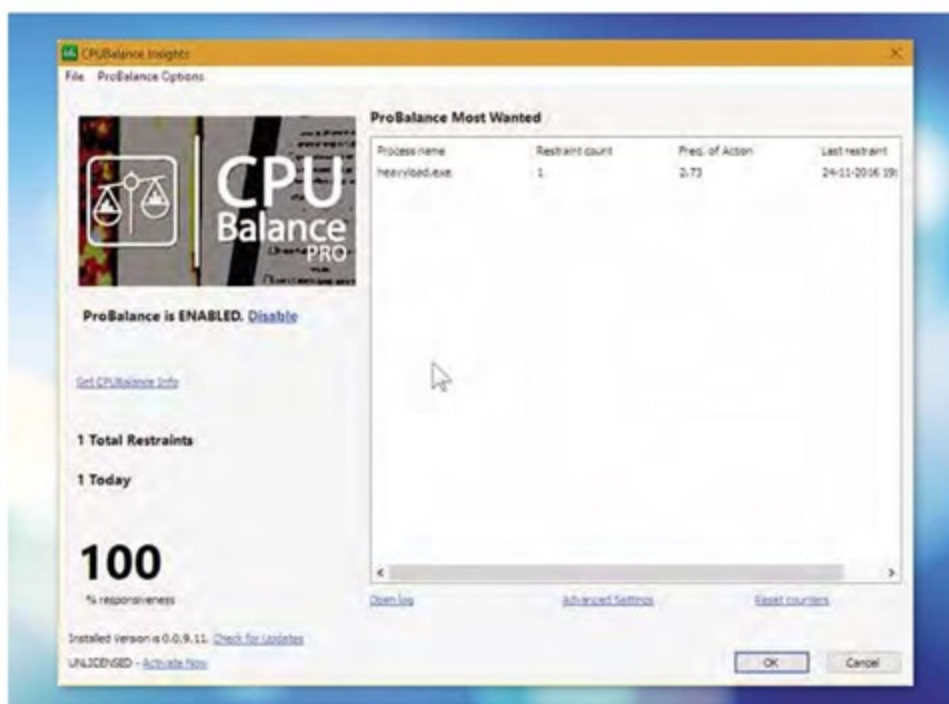 CPUBalance Insights
File ProBalance Options
CPU
Balance
PRO
ProBalance is ENABLED. Disable
Get CPUBalance Info
1 Total Restraints
1 Today
100
% responsiveness
Installed Version is 0.0.9.11. Check for Updates
UNLICENSED - Activate Now
ProBalance Most Wanted
Process name Restraint count Freq. of Action Last restraint
heavyload.exe 1 2.73 24-11-2016 19:
Open log Advanced Settings Reset counters
OK Cancel